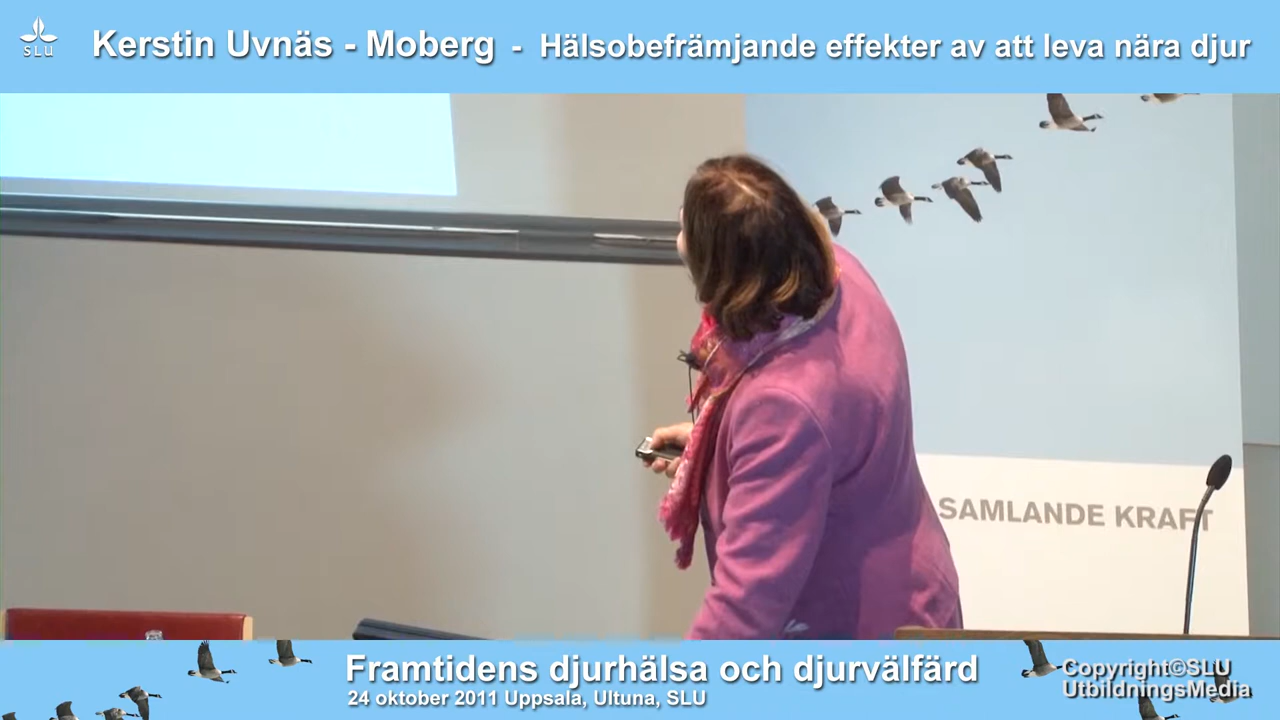 SLU
Kerstin Uvnäs - Moberg - Hälsobefrämjande effekter av att leva nära djur
SAMLANDE KRAFT
Framtidens djurhälsa och djurvälfärd
24 oktober 2011 Uppsala, Ultuna, SLU
Copyright©SLU
UtbildningsMedia